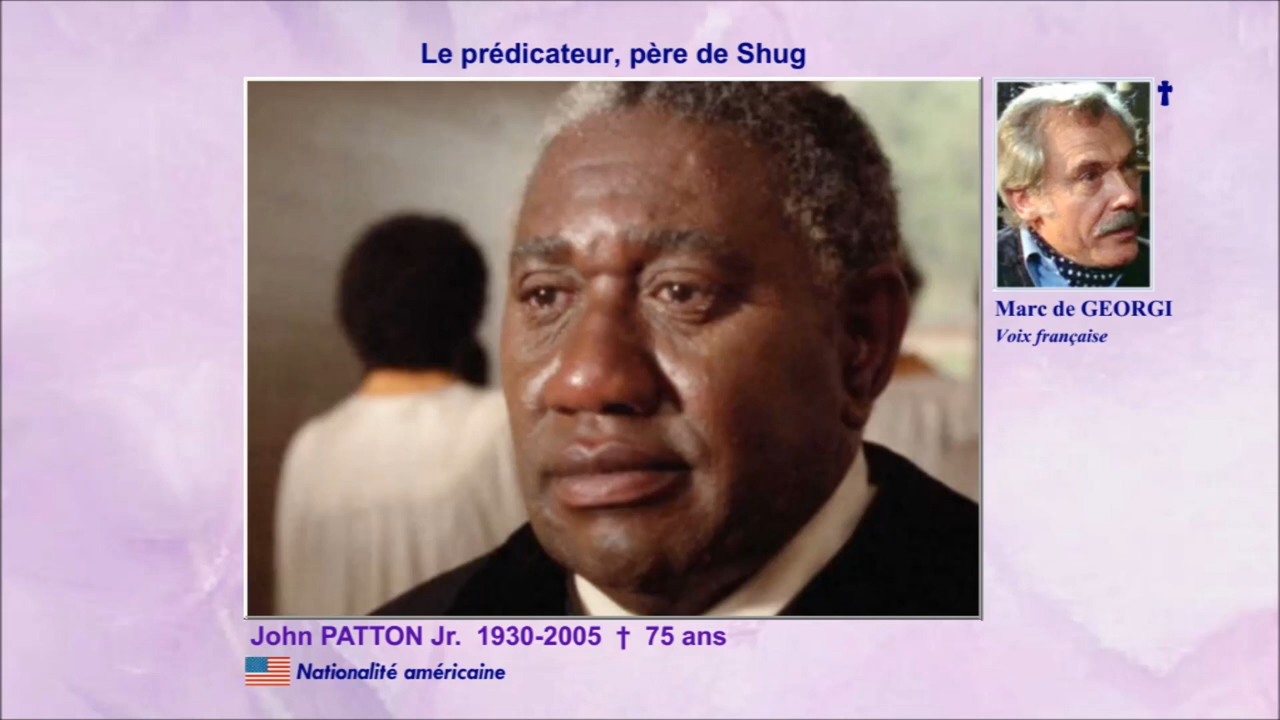 Le prédicateur, père de Shug
✝
Marc de GEORGI
Voix française
John PATTON Jr. 1930-2005 † 75 ans
Nationalité américaine